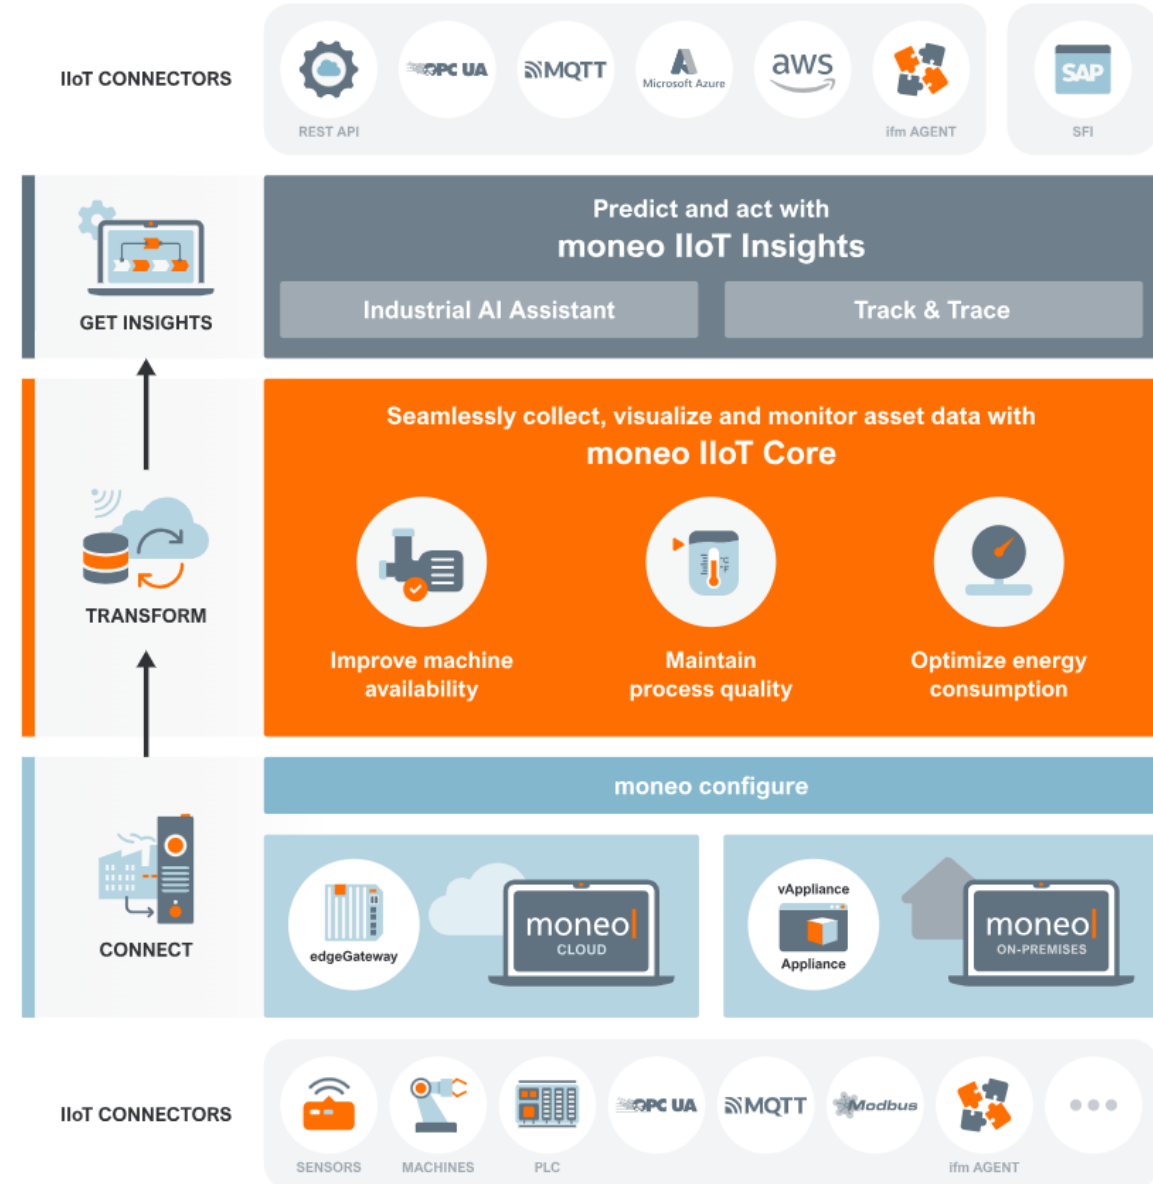 IIoT CONNECTORS
REST API
OPC UA
MQTT
Microsoft Azure
aws
ifm AGENT
SAP
SFI
GET INSIGHTS
Predict and act with
moneo IIoT Insights
Industrial AI Assistant
Track & Trace
TRANSFORM
Seamlessly collect, visualize and monitor asset data with
moneo IIoT Core
°C
°F
Improve machine
availability
Maintain
process quality
Optimize energy
consumption
CONNECT
moneo configure
edgeGateway
moneo
CLOUD
vAppliance
Appliance
moneo
ON-PREMISES
IIoT CONNECTORS
SENSORS
MACHINES
PLC
OPC UA
MQTT
Modbus
ifm AGENT